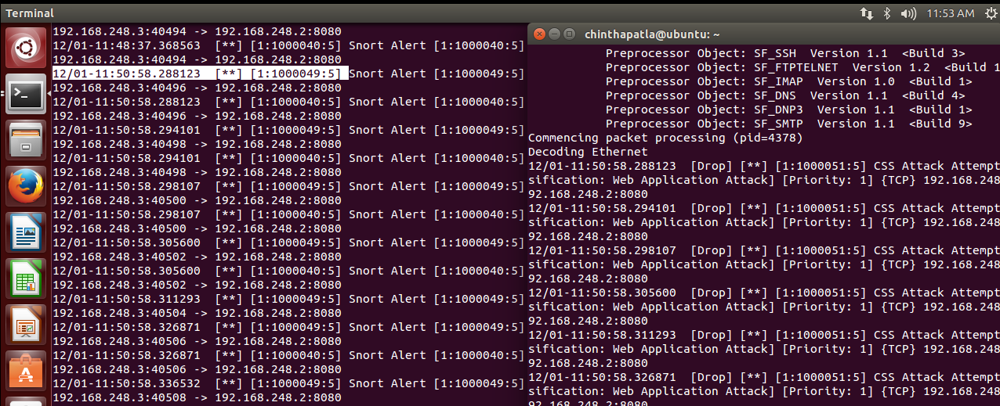 Terminal
11:53 AM
192.168.248.3:40494 -> 192.168.248.2:8080
12/01-11:48:37.368563  [**] [1:1000040:5] Snort Alert [1:1000040:5]
192.168.248.3:40494 -> 192.168.248.2:8080
12/01-11:50:58.288123  [**] [1:1000049:5] Snort Alert [1:1000049:5]
192.168.248.3:40496 -> 192.168.248.2:8080
12/01-11:50:58.288123  [**] [1:1000040:5] Snort Alert [1:1000040:5]
192.168.248.3:40496 -> 192.168.248.2:8080
12/01-11:50:58.294101  [**] [1:1000049:5] Snort Alert [1:1000049:5]
192.168.248.3:40498 -> 192.168.248.2:8080
12/01-11:50:58.294101  [**] [1:1000040:5] Snort Alert [1:1000040:5]
192.168.248.3:40498 -> 192.168.248.2:8080
12/01-11:50:58.298107  [**] [1:1000049:5] Snort Alert [1:1000049:5]
192.168.248.3:40500 -> 192.168.248.2:8080
12/01-11:50:58.298107  [**] [1:1000040:5] Snort Alert [1:1000040:5]
192.168.248.3:40500 -> 192.168.248.2:8080
12/01-11:50:58.305600  [**] [1:1000049:5] Snort Alert [1:1000049:5]
192.168.248.3:40502 -> 192.168.248.2:8080
12/01-11:50:58.305600  [**] [1:1000040:5] Snort Alert [1:1000040:5]
192.168.248.3:40502 -> 192.168.248.2:8080
12/01-11:50:58.311293  [**] [1:1000049:5] Snort Alert [1:1000049:5]
192.168.248.3:40504 -> 192.168.248.2:8080
12/01-11:50:58.326871  [**] [1:1000049:5] Snort Alert [1:1000049:5]
192.168.248.3:40506 -> 192.168.248.2:8080
12/01-11:50:58.326871  [**] [1:1000040:5] Snort Alert [1:1000040:5]
192.168.248.3:40506 -> 192.168.248.2:8080
12/01-11:50:58.336532  [**] [1:1000049:5] Snort Alert [1:1000049:5]
192.168.248.3:40508 -> 192.168.248.2:8080
chinthapatla@ubuntu: ~
Preprocessor Object: SF_SSH  Version 1.1  <Build 3>
Preprocessor Object: SF_FTPTELNET  Version 1.2  <Build 1
Preprocessor Object: SF_IMAP  Version 1.0  <Build 1>
Preprocessor Object: SF_DNS  Version 1.1  <Build 4>
Preprocessor Object: SF_DNP3  Version 1.1  <Build 1>
Preprocessor Object: SF_SMTP  Version 1.1  <Build 9>
Commencing packet processing (pid=4378)
Decoding Ethernet
12/01-11:50:58.288123  [Drop] [**] [1:1000051:5] CSS Attack Attempt
sification: Web Application Attack] [Priority: 1] {TCP} 192.168.248
92.168.248.2:8080
12/01-11:50:58.294101  [Drop] [**] [1:1000051:5] CSS Attack Attempt
sification: Web Application Attack] [Priority: 1] {TCP} 192.168.248
92.168.248.2:8080
12/01-11:50:58.298107  [Drop] [**] [1:1000051:5] CSS Attack Attempt
sification: Web Application Attack] [Priority: 1] {TCP} 192.168.248
92.168.248.2:8080
12/01-11:50:58.305600  [Drop] [**] [1:1000051:5] CSS Attack Attempt
sification: Web Application Attack] [Priority: 1] {TCP} 192.168.248
92.168.248.2:8080
12/01-11:50:58.311293  [Drop] [**] [1:1000051:5] CSS Attack Attempt
sification: Web Application Attack] [Priority: 1] {TCP} 192.168.248
92.168.248.2:8080
12/01-11:50:58.326871  [Drop] [**] [1:1000051:5] CSS Attack Attempt
sification: Web Application Attack] [Priority: 1] {TCP} 192.168.248
92.168.248.2:8080